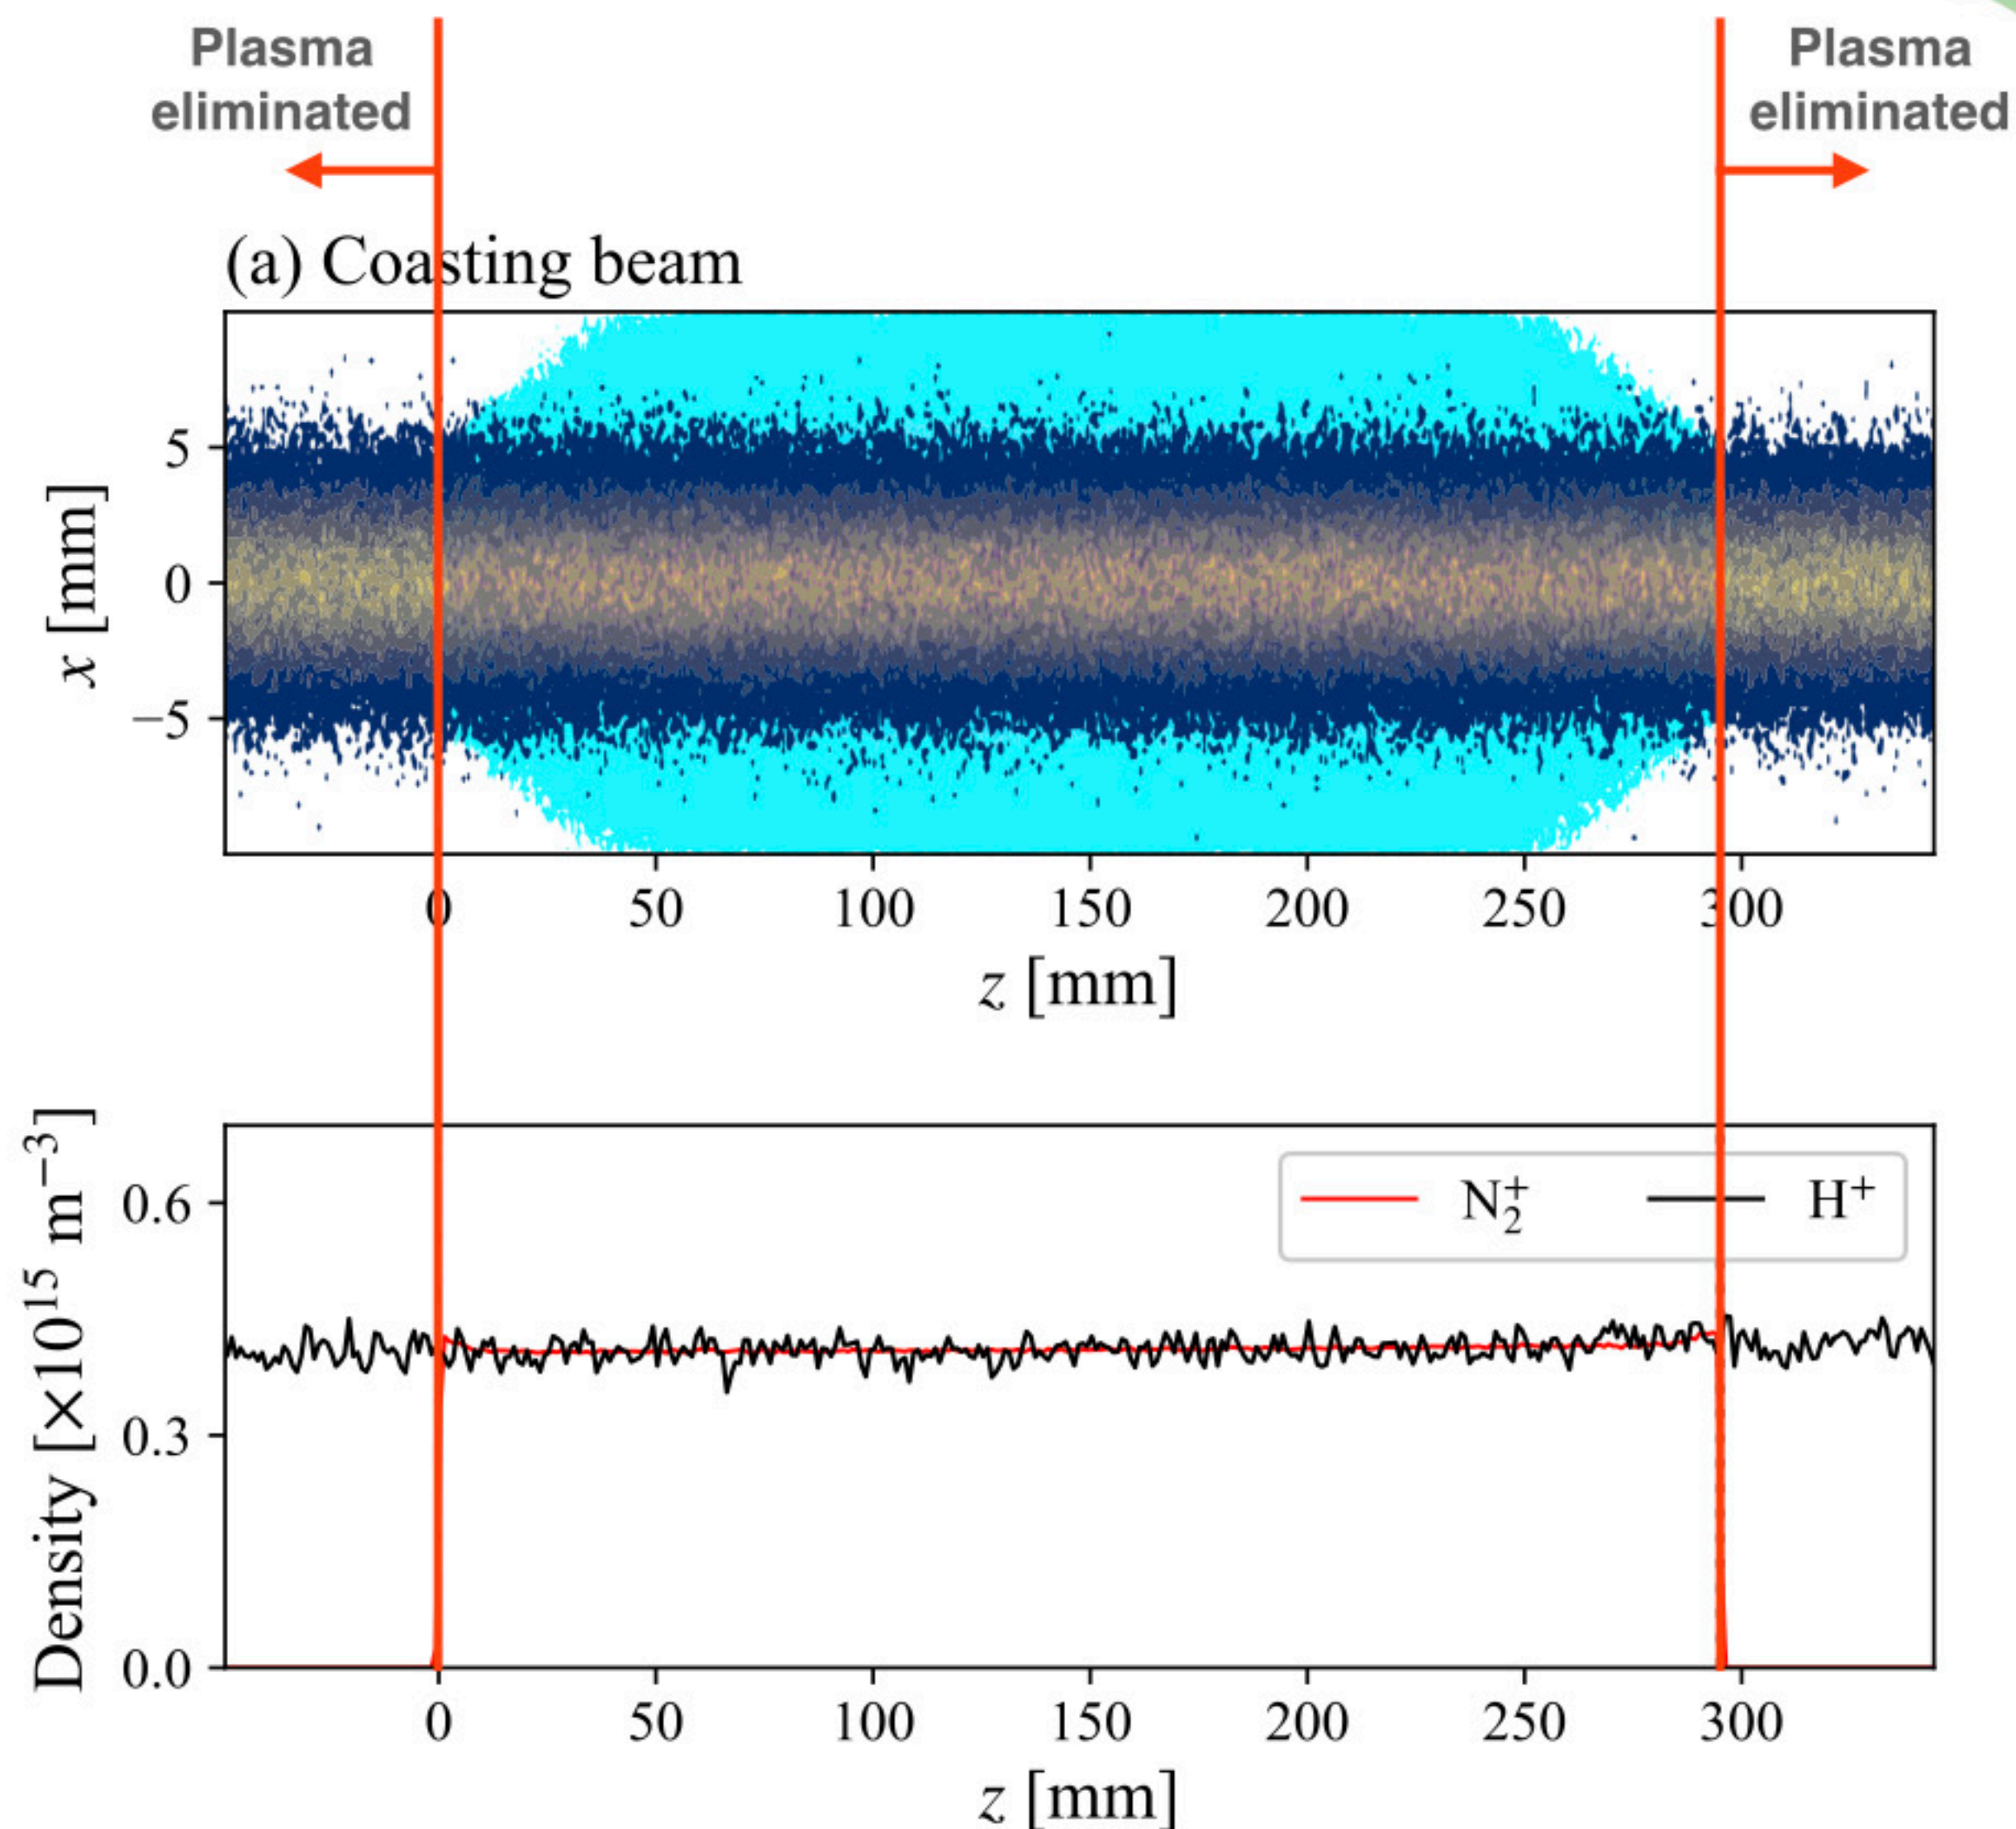 Plasma
eliminated
Plasma
eliminated
(a) Coasting beam
x [mm]
5
0
−5
0 50 100 150 200 250 300
z [mm]
Density [×10¹⁵ m⁻³]
0.6
0.3
0.0
N₂⁺ H⁺
0 50 100 150 200 250 300
z [mm]